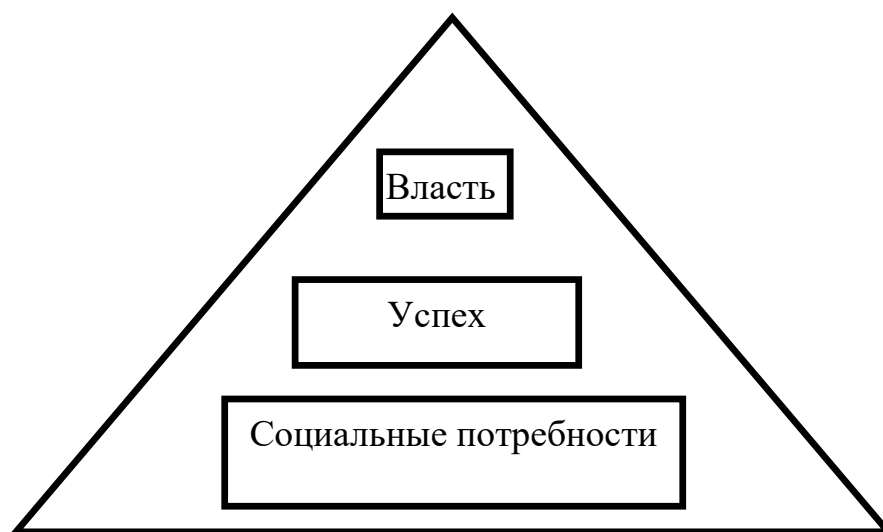 Власть
Успех
Социальные потребности